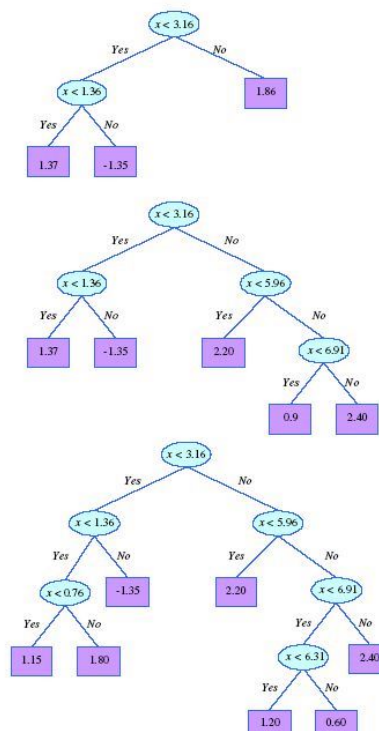 x < 3.16
Yes No
x < 1.36 1.86
Yes No
1.37 -1.35
x < 3.16
Yes No
x < 1.36 x < 5.96
Yes No Yes No
1.37 -1.35 2.20 x < 6.91
Yes No
0.9 2.40
x < 3.16
Yes No
x < 1.36 x < 5.96
Yes No Yes No
x < 0.76 -1.35 2.20 x < 6.91
Yes No Yes No
1.15 1.80 x < 6.31 2.40
Yes No
1.20 0.60